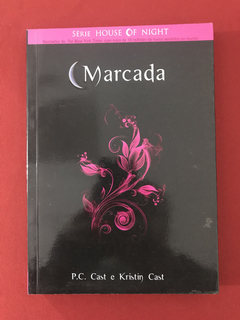 SÉRIE HOUSE OF NIGHT
Marcada
P.C. Cast e Kristin Cast